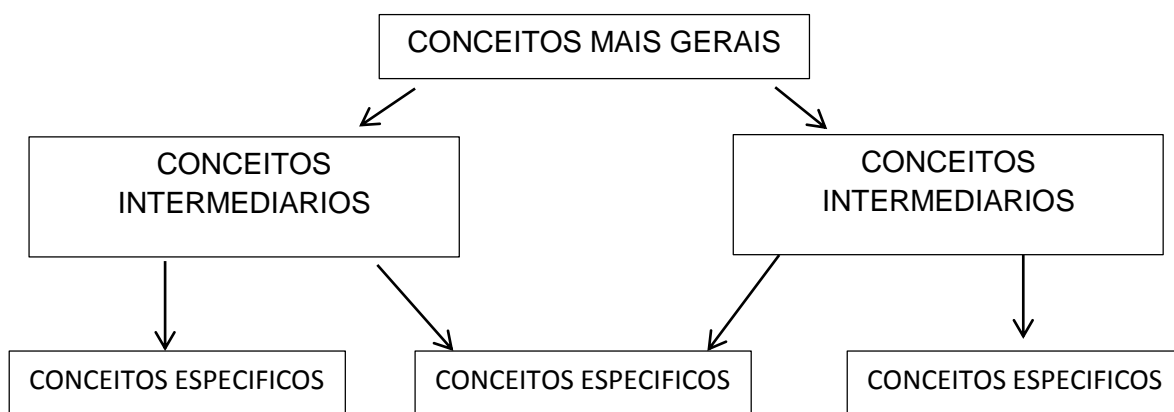 CONCEITOS MAIS GERAIS
CONCEITOS
INTERMEDIARIOS
CONCEITOS
INTERMEDIARIOS
CONCEITOS ESPECIFICOS
CONCEITOS ESPECIFICOS
CONCEITOS ESPECIFICOS